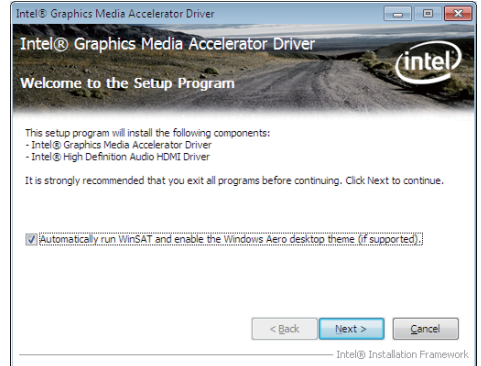 Intel® Graphics Media Accelerator Driver
Intel® Graphics Media Accelerator Driver
intel
Welcome to the Setup Program
This setup program will install the following components:
- Intel® Graphics Media Accelerator Driver
- Intel® High Definition Audio HDMI Driver
It is strongly recommended that you exit all programs before continuing. Click Next to continue.
Automatically run WinSAT and enable the Windows Aero desktop theme (if supported).
< Back Next > Cancel
Intel® Installation Framework